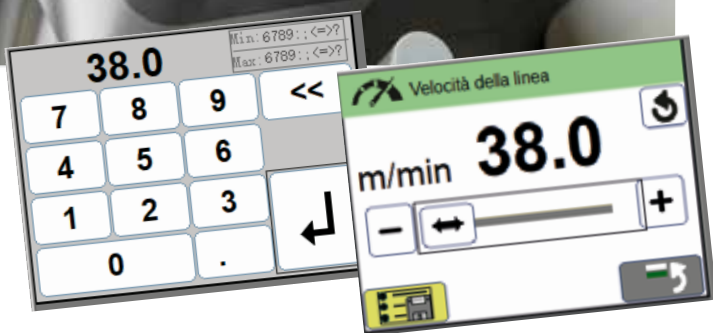 38.0
Min:6789:;<=>?
Max:6789:;<=>?
7 8 9 <<
4 5 6
1 2 3
0 .
Velocità della linea
m/min 38.0
- +